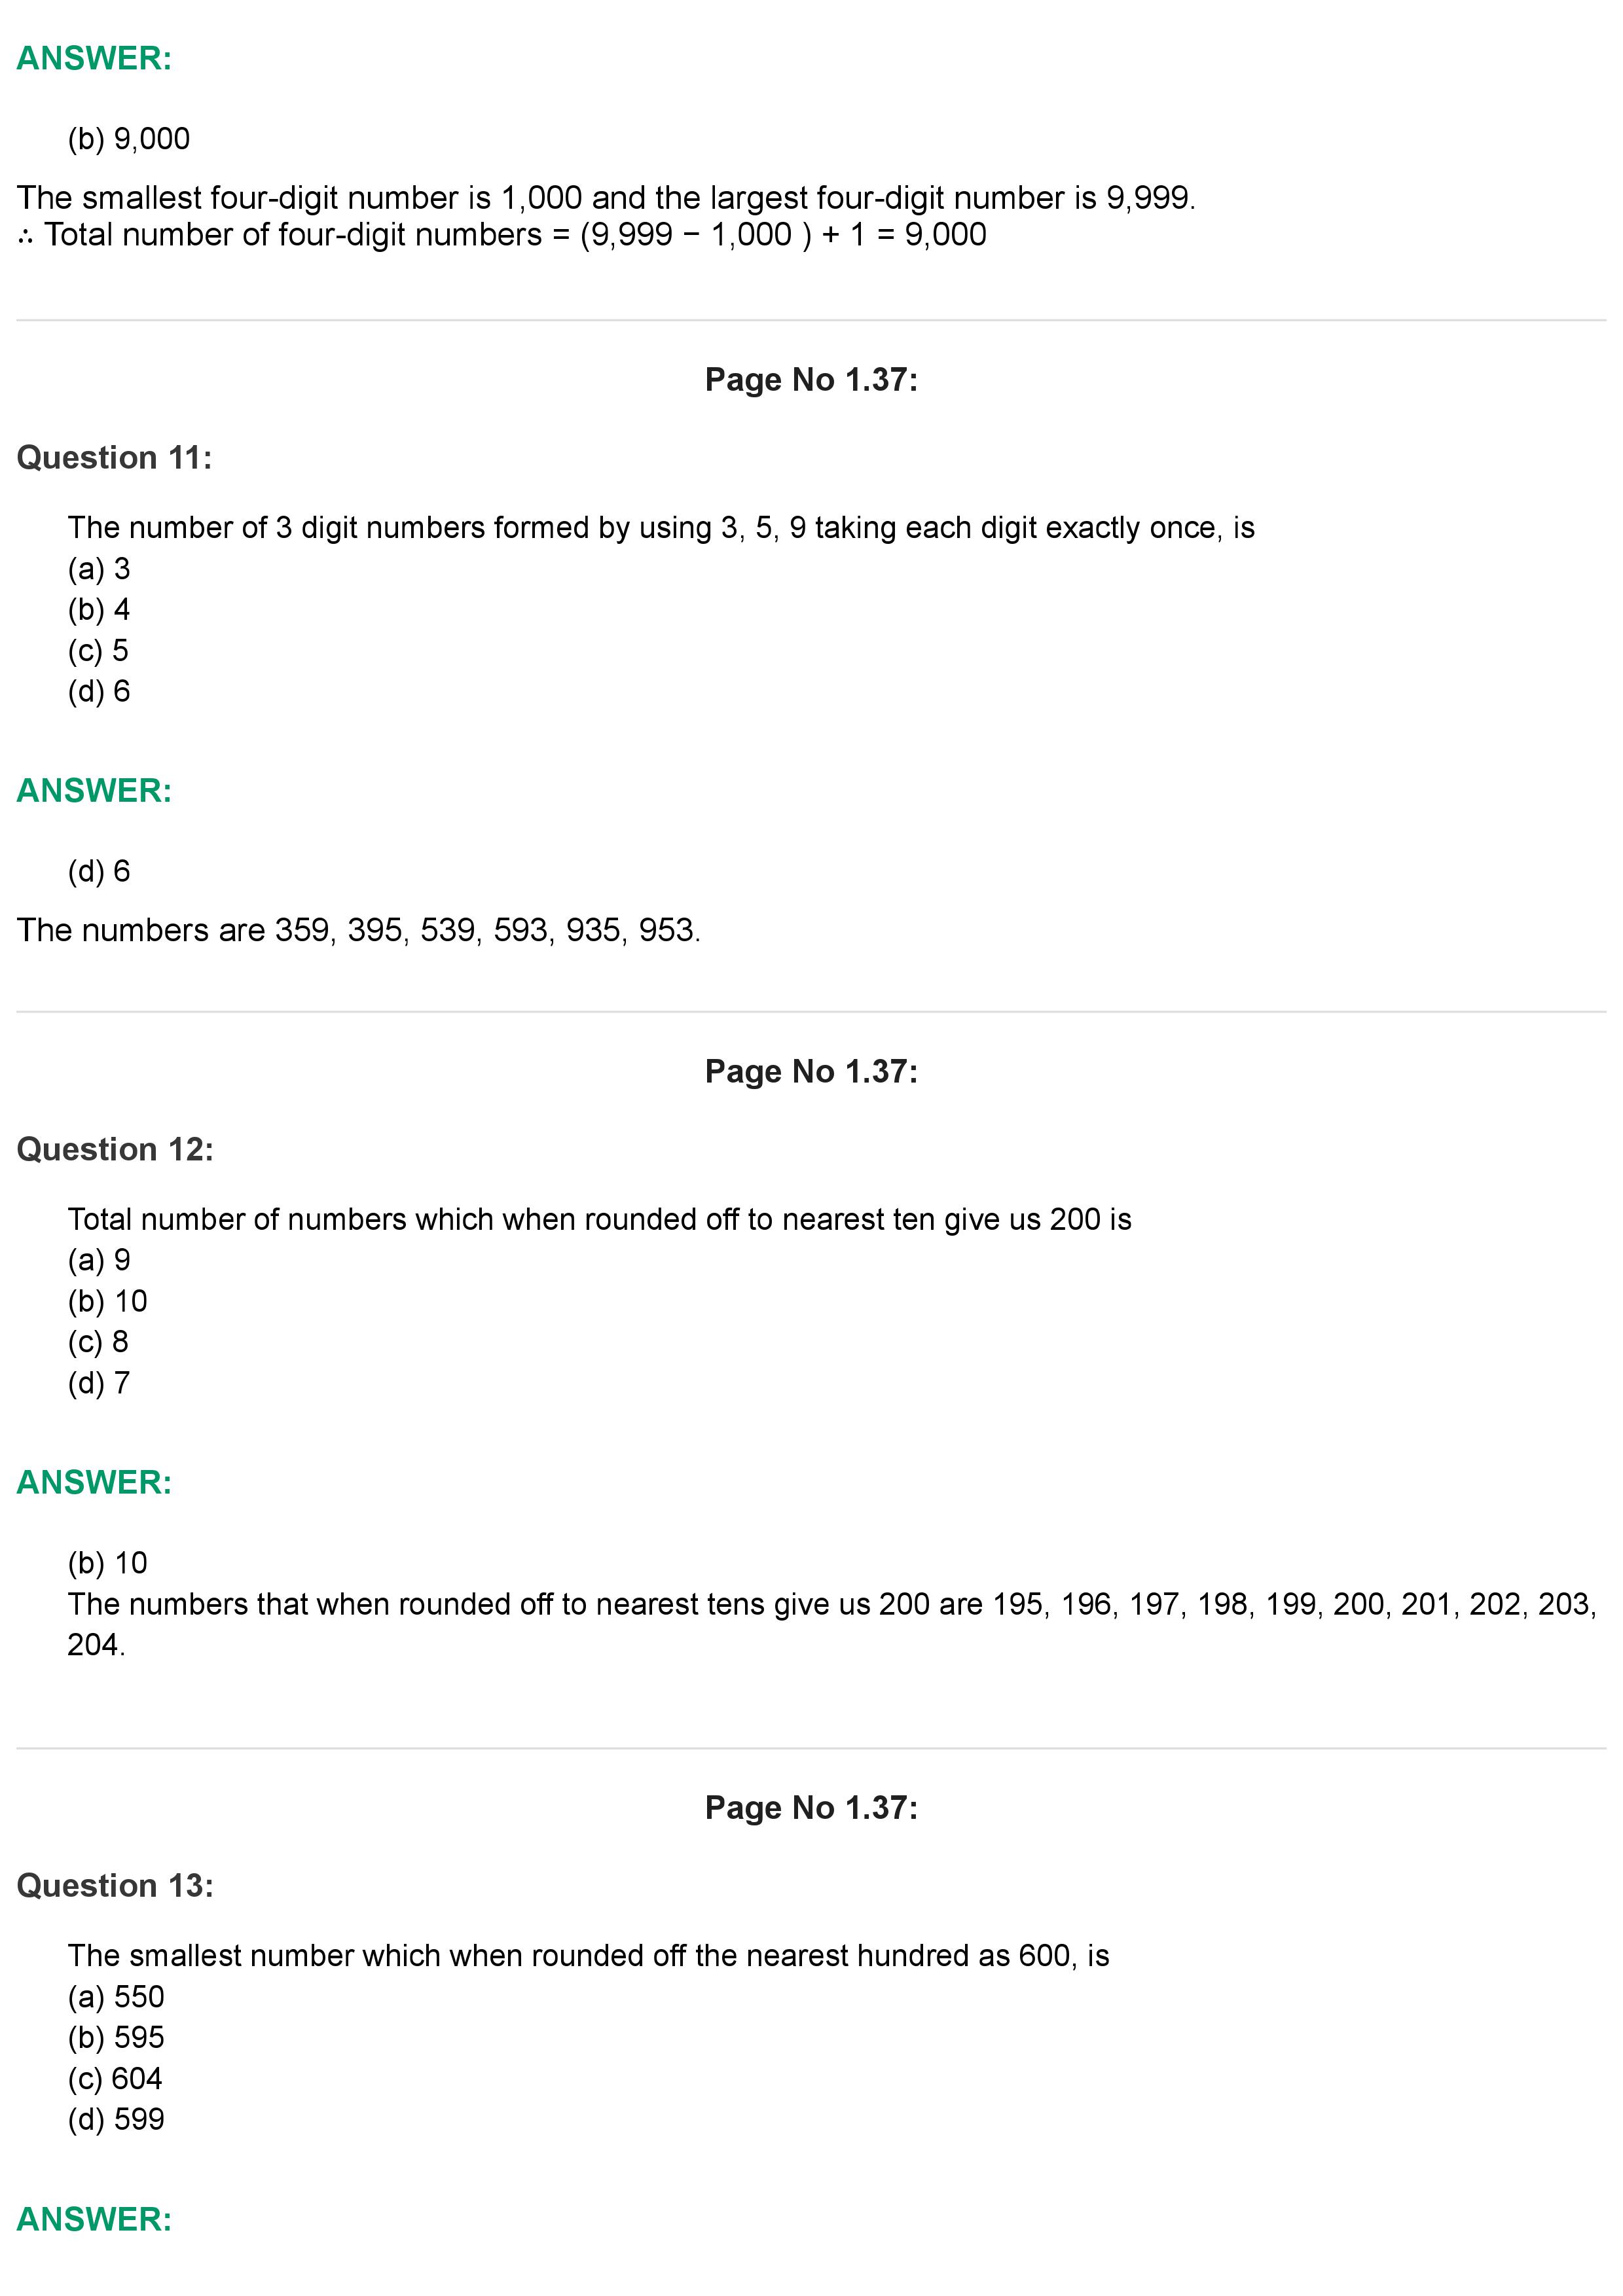 ANSWER:
(b) 9,000
The smallest four-digit number is 1,000 and the largest four-digit number is 9,999.
∴ Total number of four-digit numbers = (9,999 − 1,000 ) + 1 = 9,000
Page No 1.37:
Question 11:
The number of 3 digit numbers formed by using 3, 5, 9 taking each digit exactly once, is
(a) 3
(b) 4
(c) 5
(d) 6
ANSWER:
(d) 6
The numbers are 359, 395, 539, 593, 935, 953.
Page No 1.37:
Question 12:
Total number of numbers which when rounded off to nearest ten give us 200 is
(a) 9
(b) 10
(c) 8
(d) 7
ANSWER:
(b) 10
The numbers that when rounded off to nearest tens give us 200 are 195, 196, 197, 198, 199, 200, 201, 202, 203,
204.
Page No 1.37:
Question 13:
The smallest number which when rounded off the nearest hundred as 600, is
(a) 550
(b) 595
(c) 604
(d) 599
ANSWER: